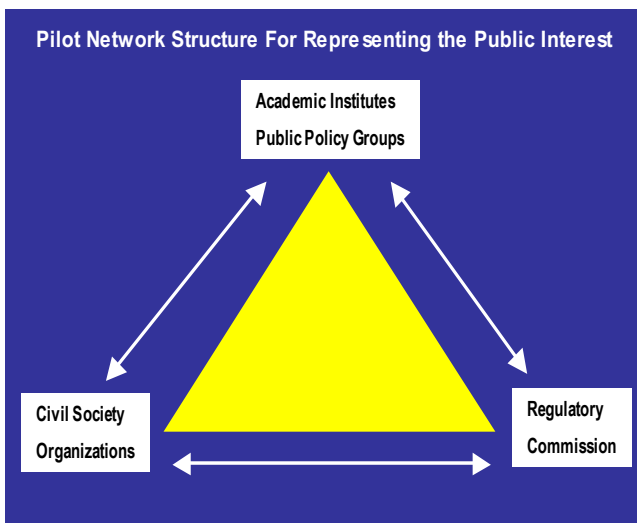 Pilot Network Structure For Representing the Public Interest
Academic Institutes
Public Policy Groups
Civil Society
Organizations
Regulatory
Commission